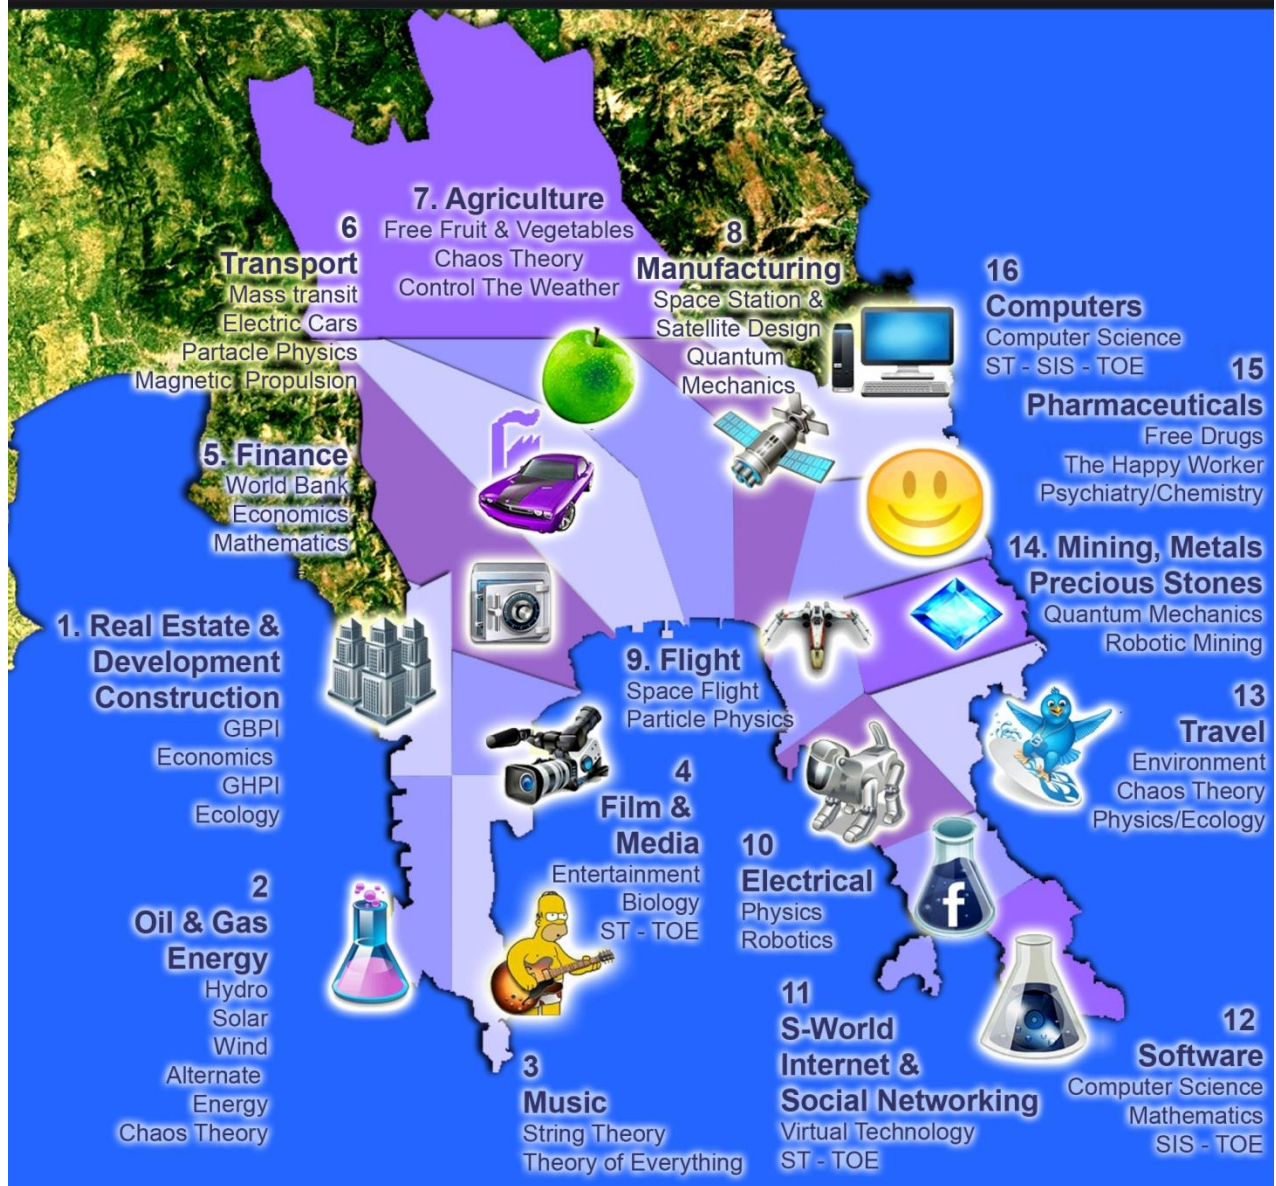 7. Agriculture
Free Fruit & Vegetables
Chaos Theory
Control The Weather
6
Transport
Mass transit
Electric Cars
Partacle Physics
Magnetic Propulsion
8
Manufacturing
Space Station &
Satellite Design
Quantum
Mechanics
16
Computers
Computer Science
ST - SIS - TOE
15
Pharmaceuticals
Free Drugs
The Happy Worker
Psychiatry/Chemistry
5. Finance
World Bank
Economics
Mathematics
14. Mining, Metals
Precious Stones
Quantum Mechanics
Robotic Mining
1. Real Estate &
Development
Construction
GBPI
Economics
GHPI
Ecology
9. Flight
Space Flight
Particle Physics
13
Travel
Environment
Chaos Theory
Physics/Ecology
4
Film &
Media
Entertainment
Biology
ST - TOE
10
Electrical
Physics
Robotics
f
2
Oil & Gas
Energy
Hydro
Solar
Wind
Alternate
Energy
Chaos Theory
3
Music
String Theory
Theory of Everything
11
S-World
Internet &
Social Networking
Virtual Technology
ST - TOE
12
Software
Computer Science
Mathematics
SIS - TOE